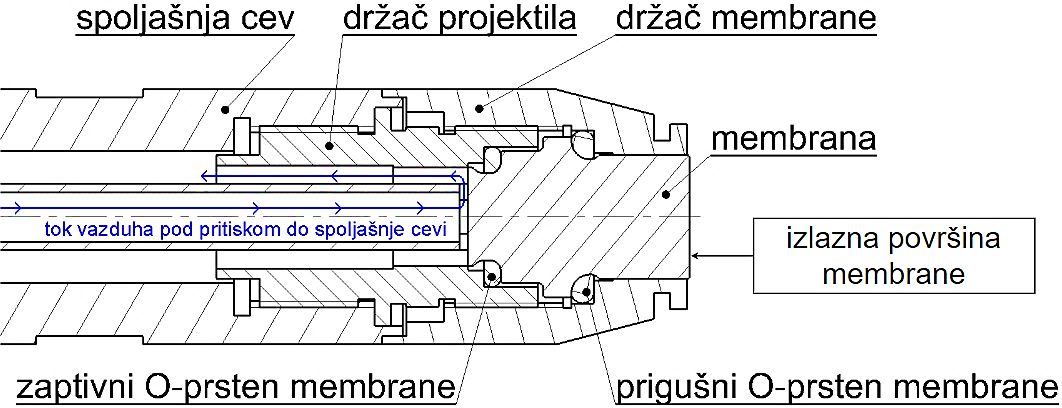 spoljašnja cev
držač projektila
držač membrane
membrana
tok vazduha pod pritiskom do spoljašnje cevi
izlazna površina
membrane
zaptivni O-prsten membrane
prigušni O-prsten membrane